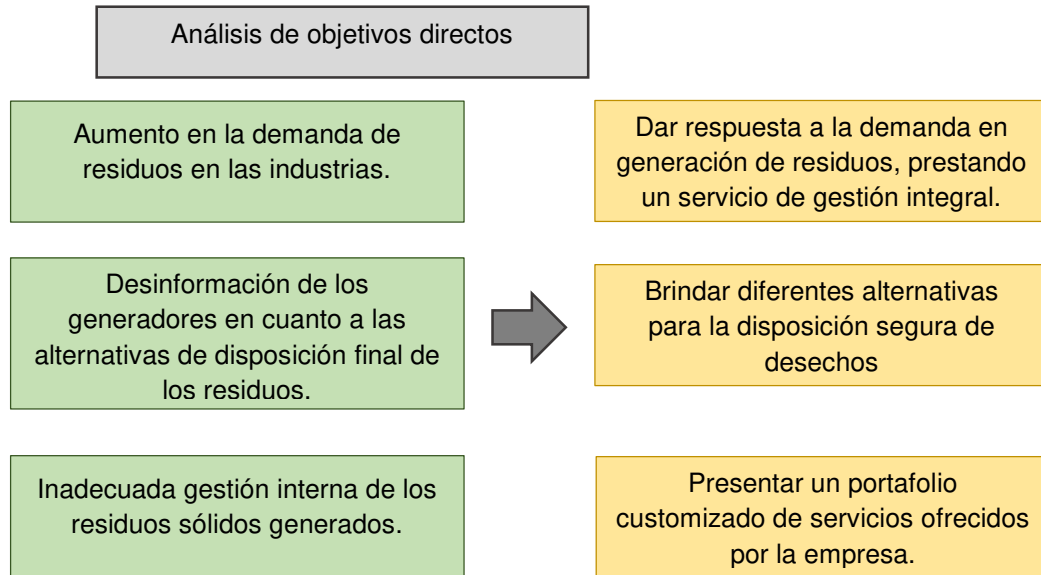 Análisis de objetivos directos
Aumento en la demanda de
residuos en las industrias.
Dar respuesta a la demanda en
generación de residuos, prestando
un servicio de gestión integral.
Desinformación de los
generadores en cuanto a las
alternativas de disposición final de
los residuos.
Brindar diferentes alternativas
para la disposición segura de
desechos
Inadecuada gestión interna de los
residuos sólidos generados.
Presentar un portafolio
customizado de servicios ofrecidos
por la empresa.